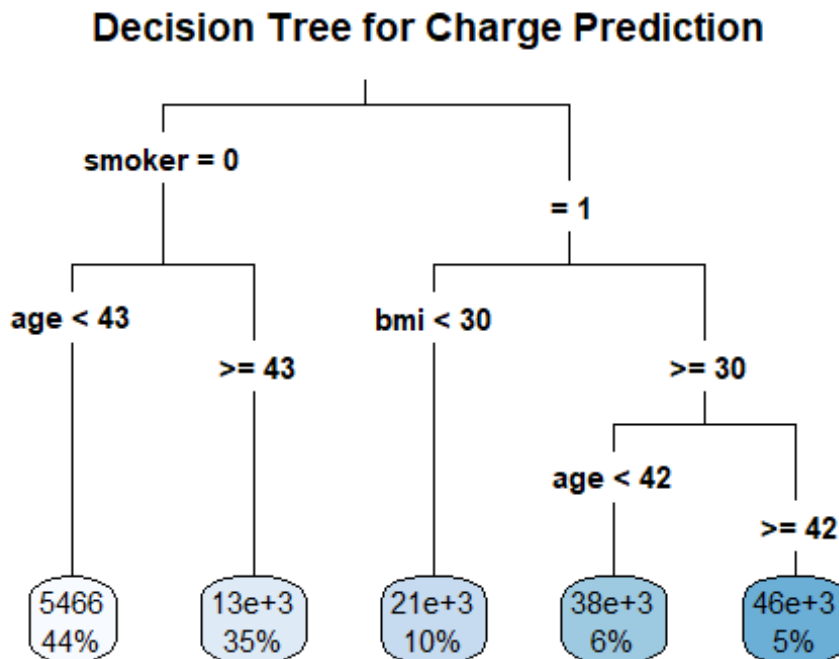 Decision Tree for Charge Prediction
smoker = 0
= 1
age < 43
bmi < 30
>= 43
>= 30
age < 42
>= 42
5466
44%
13e+3
35%
21e+3
10%
38e+3
6%
46e+3
5%